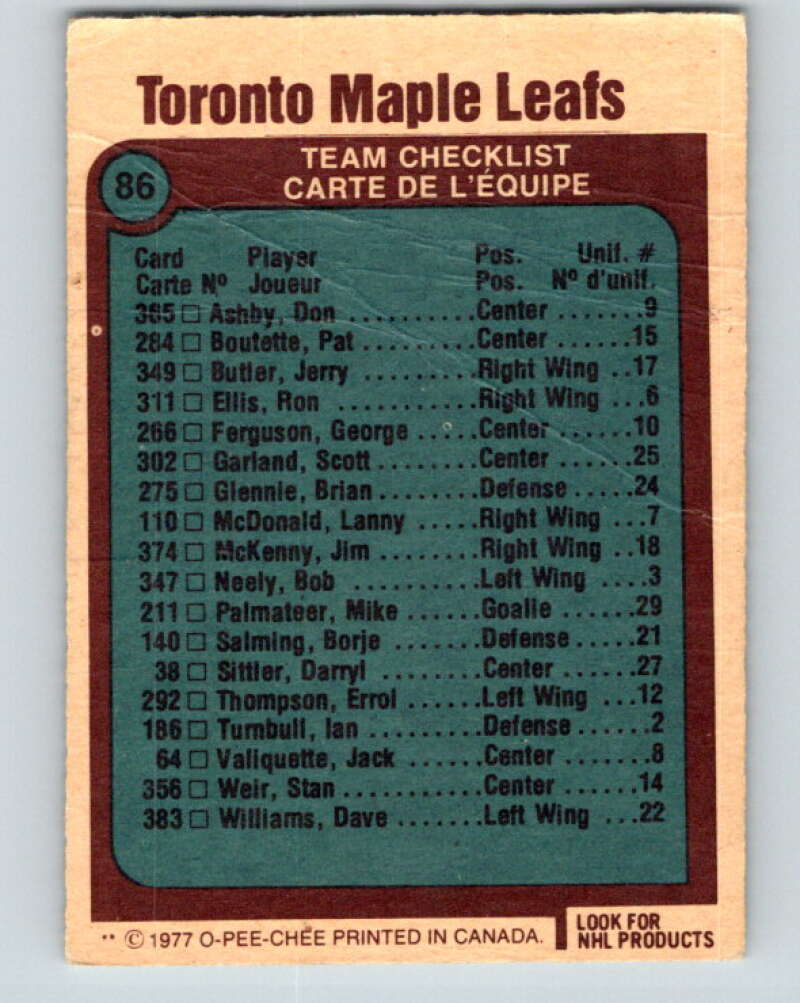 Toronto Maple Leafs
86
TEAM CHECKLIST
CARTE DE L'ÉQUIPE
Card Player Pos. Unif. #
Carte Nº Joueur Pos. Nº d'unif.
365 □ Ashby, Don ..........Center .......9
284 □ Boutette, Pat ..........Center ......15
349 □ Butler, Jerry .........Right Wing ..17
311 □ Ellis, Ron ...........Right Wing ...6
266 □ Ferguson, George .....Center ......10
302 □ Garland, Scott ........Center ......25
275 □ Glennie, Brian .........Defense .....24
110 □ McDonald, Lanny .....Right Wing ...7
374 □ McKenny, Jim ........Right Wing ..18
347 □ Neely, Bob ..........Left Wing ....3
211 □ Palmateer, Mike ......Goalie ......29
140 □ Salming, Borje .......Defense .....21
38 □ Sittler, Darryl ........Center ......27
292 □ Thompson, Errol ......Left Wing ...12
186 □ Turnbull, Ian .........Defense ......2
64 □ Valiquette, Jack ......Center .......8
356 □ Weir, Stan ...........Center ......14
383 □ Williams, Dave .......Left Wing ...22
** © 1977 O-PEE-CHEE PRINTED IN CANADA.
LOOK FOR
NHL PRODUCTS